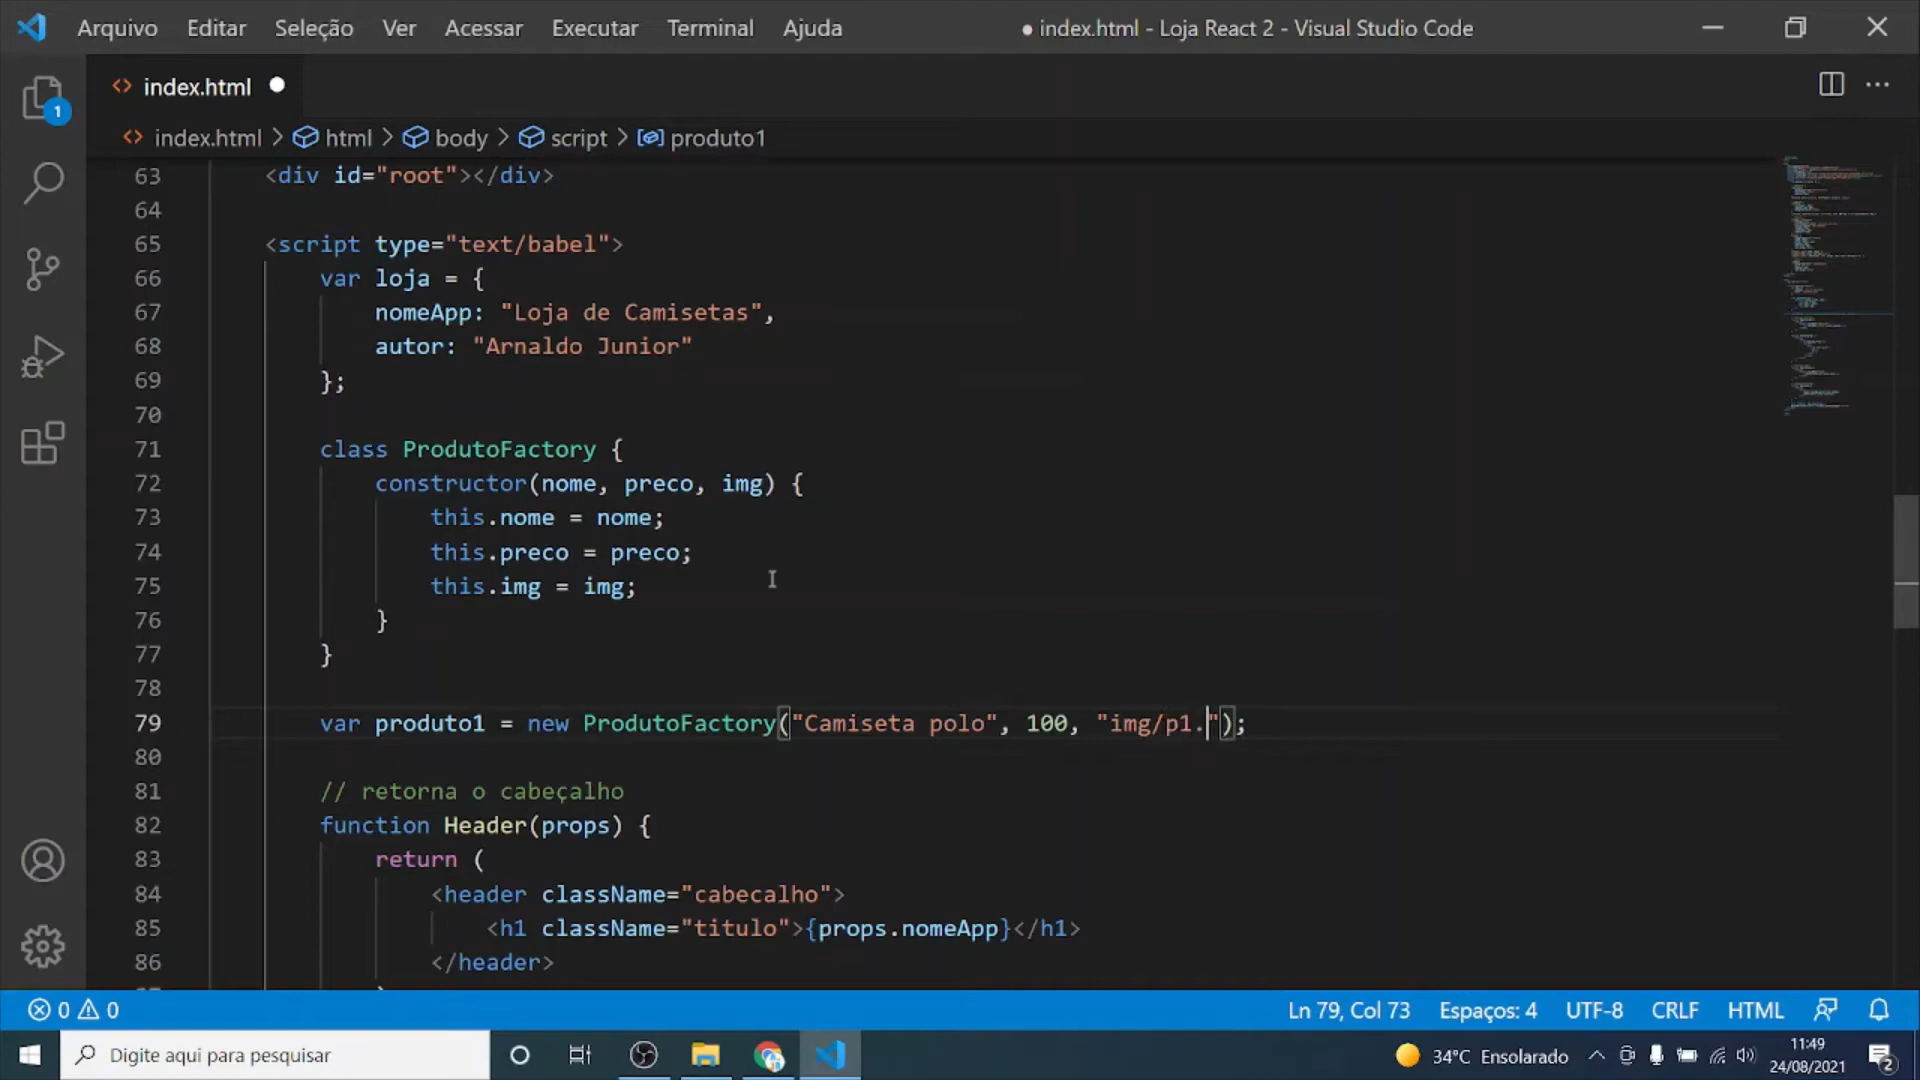 Arquivo Editar Seleção Ver Acessar Executar Terminal Ajuda ● index.html - Loja React 2 - Visual Studio Code
<> index.html ●
1
<> index.html > html > body > script > produto1
63 <div id="root"></div>
64
65 <script type="text/babel">
66 var loja = {
67 nomeApp: "Loja de Camisetas",
68 autor: "Arnaldo Junior"
69 };
70
71 class ProdutoFactory {
72 constructor(nome, preco, img) {
73 this.nome = nome;
74 this.preco = preco;
75 this.img = img;
76 }
77 }
78
79 var produto1 = new ProdutoFactory("Camiseta polo", 100, "img/p1.");
80
81 // retorna o cabeçalho
82 function Header(props) {
83 return (
84 <header className="cabecalho">
85 <h1 className="titulo">{props.nomeApp}</h1>
86 </header>
0 0 Ln 79, Col 73 Espaços: 4 UTF-8 CRLF HTML
Digite aqui para pesquisar 34°C Ensolarado 11:49
24/08/2021 2